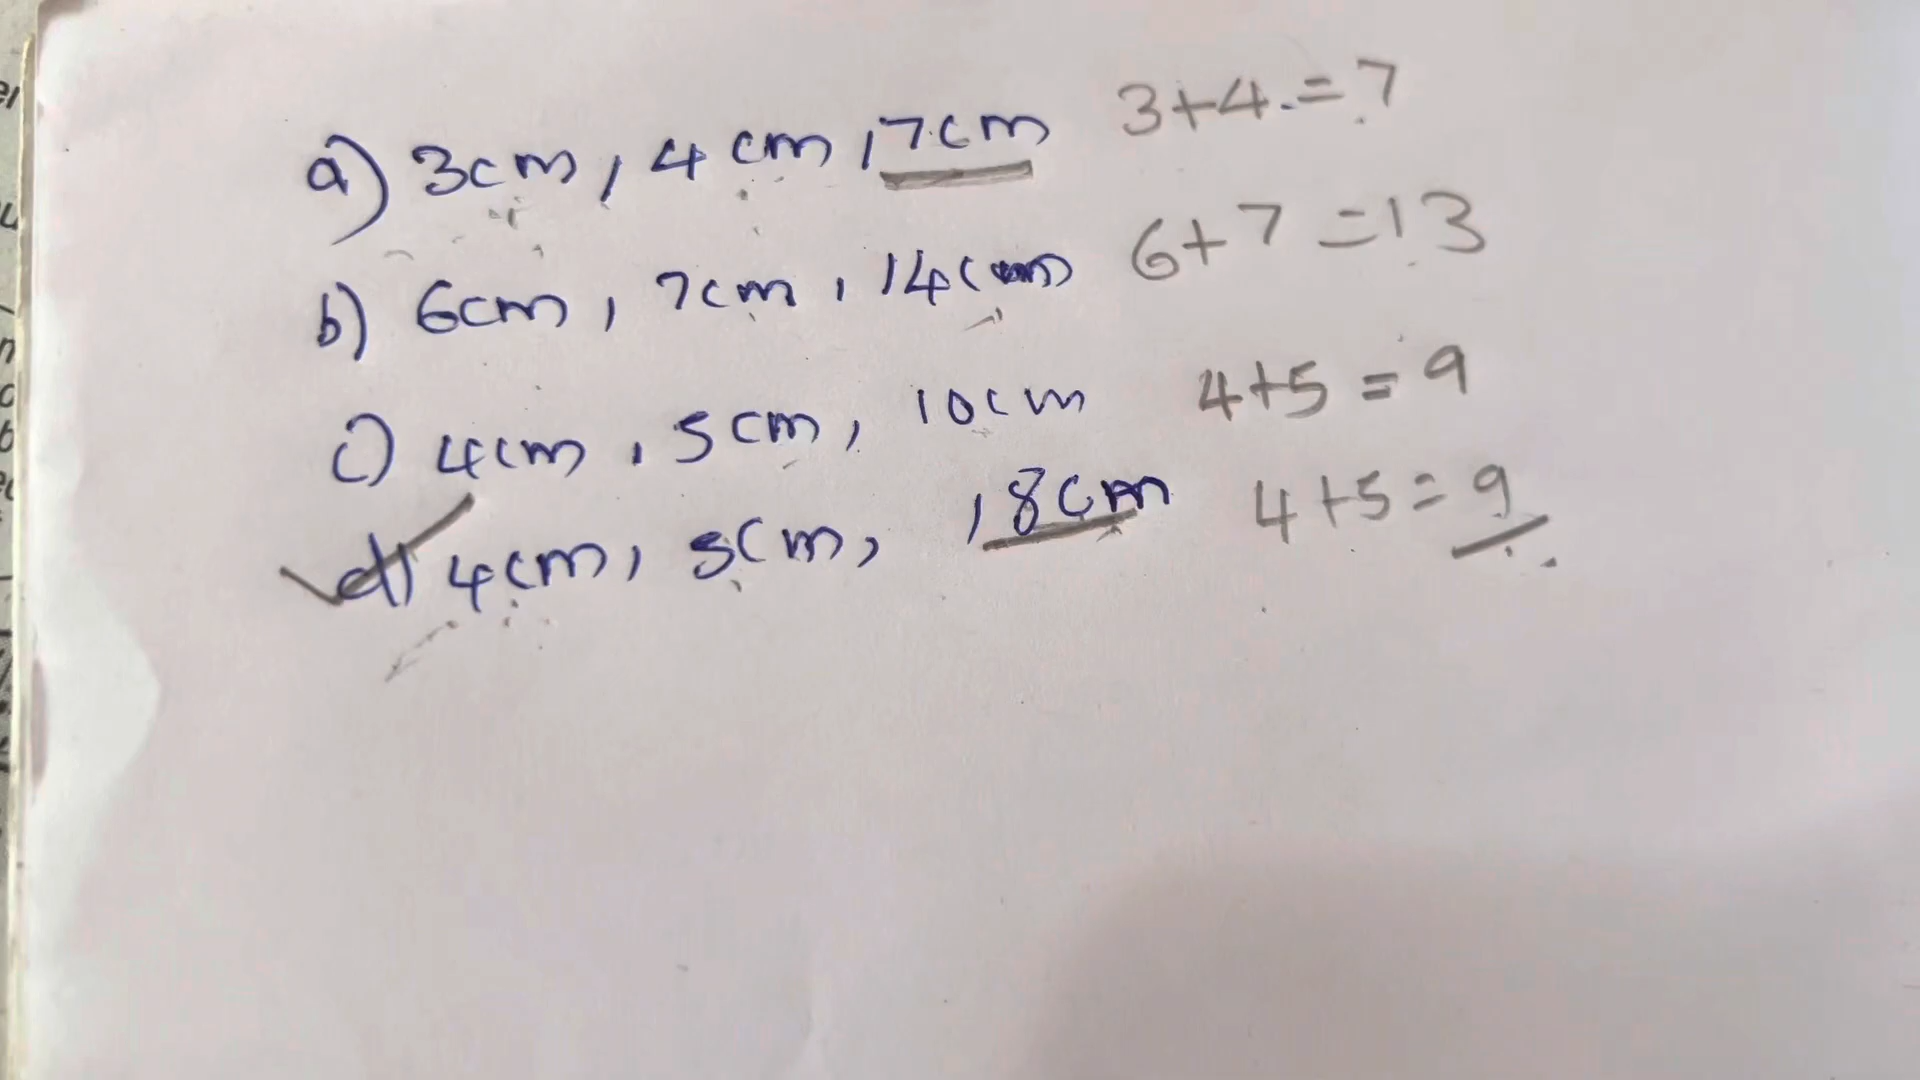 a) 3cm, 4cm, 7cm 3+4=7
b) 6cm, 7cm, 14cm 6+7=13
c) 4cm, 5cm, 10cm 4+5=9
d) 4cm, 5cm, 8cm 4+5=9